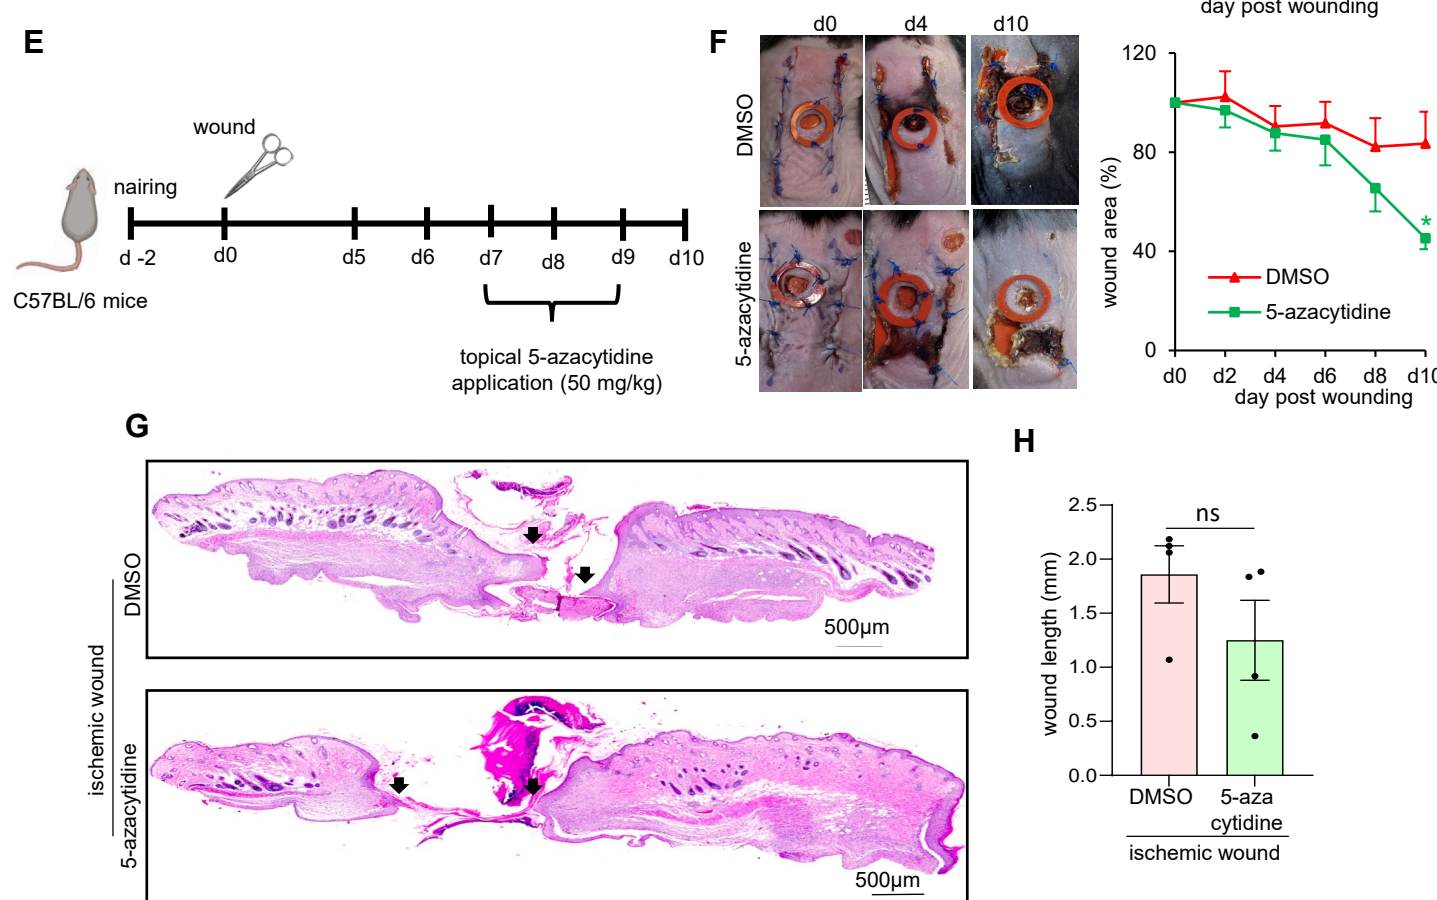 day post wounding
E
wound
nairing
d -2
d0
d5
d6
d7
d8
d9
d10
C57BL/6 mice
topical 5-azacytidine
application (50 mg/kg)
F
d0
d4
d10
DMSO
5-azacytidine
120
80
40
0
wound area (%)
*
DMSO
5-azacytidine
d0
d2
d4
d6
d8
d10
day post wounding
G
ischemic wound
DMSO
500µm
5-azacytidine
500µm
H
2.5
2.0
1.5
1.0
0.5
0.0
wound length (mm)
ns
DMSO
5-aza
cytidine
ischemic wound